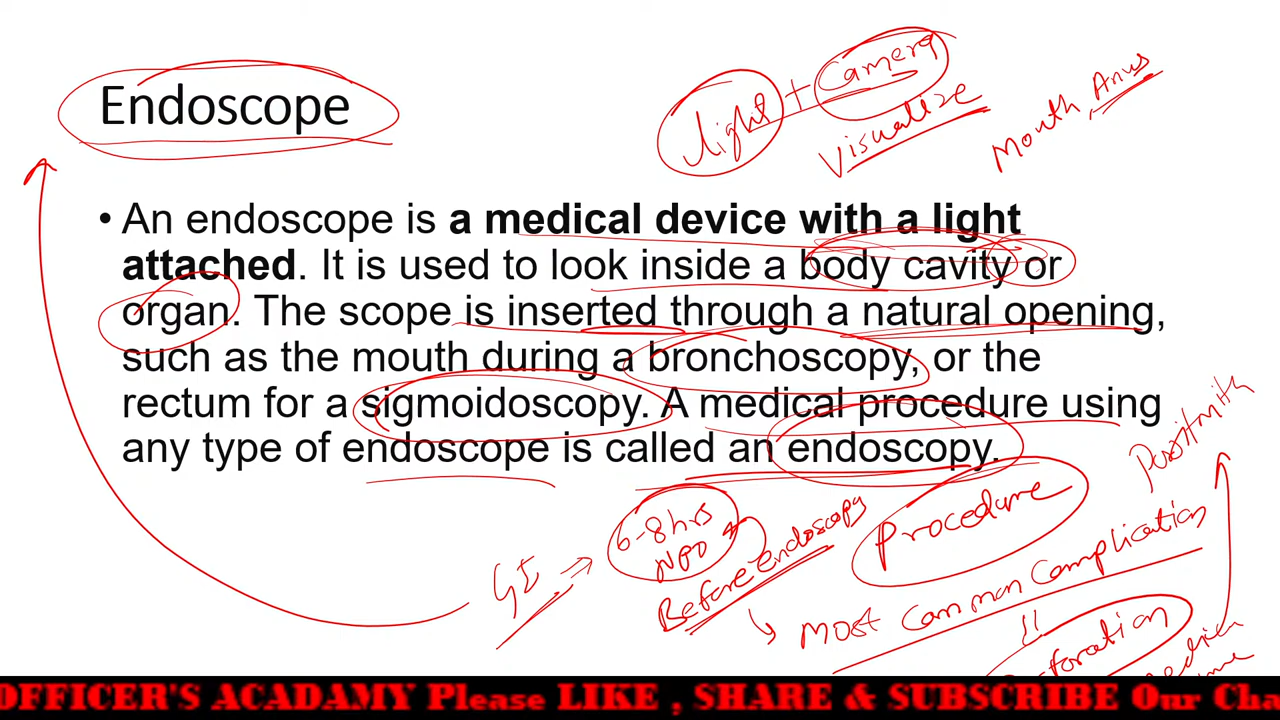 Endoscope
light + Camera
Visualize
Mouth, Anus
• An endoscope is a medical device with a light
attached. It is used to look inside a body cavity or
organ. The scope is inserted through a natural opening,
such as the mouth during a bronchoscopy, or the
rectum for a sigmoidoscopy. A medical procedure using
any type of endoscope is called an endoscopy.
GI ⇒ 6-8hrs
NPO
Before Endoscopy
Procedure
Most Common Complication
OFFICER'S ACADAMY Please LIKE , SHARE & SUBSCRIBE Our Cha